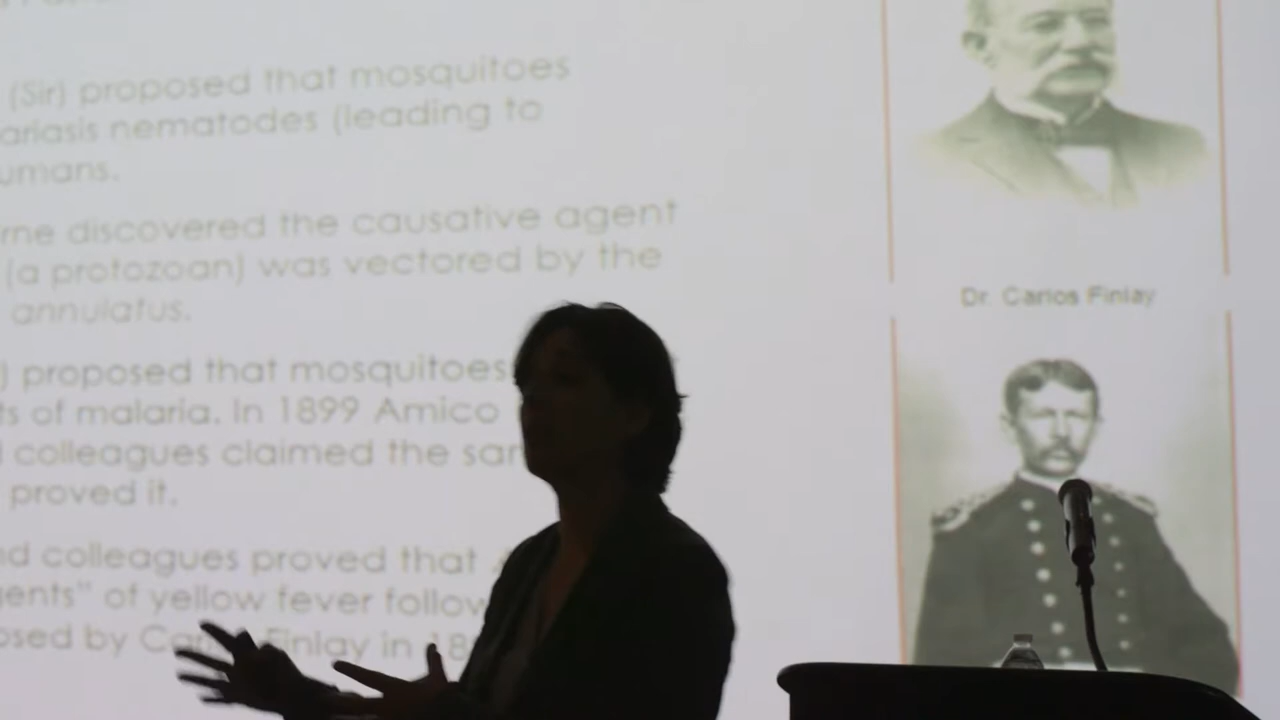 (Sir) proposed that mosquitoes
ariasis nematodes (leading to
umans.
rne discovered the causative agent
(a protozoan) was vectored by the
annulatus.
) proposed that mosquitoes
ts of malaria. In 1899 Amico
colleagues claimed the sar
proved it.
nd colleagues proved that
gents" of yellow fever follow
osed by Finlay in 18
Dr. Carlos Finlay